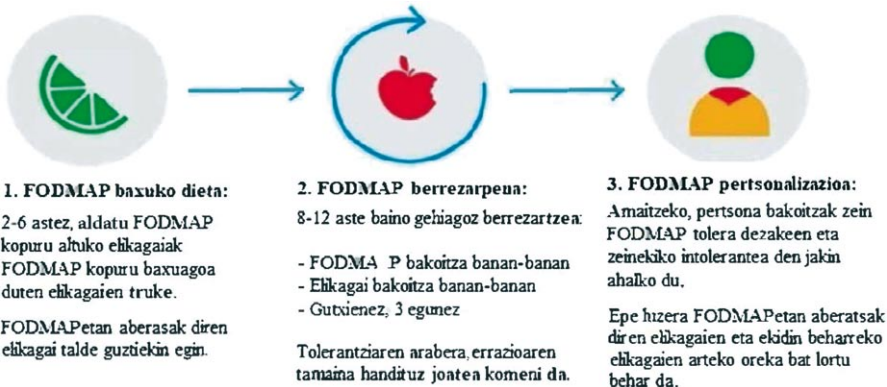 1. FODMAP baxuko dieta:
2-6 astez, aldatu FODMAP
kopuru altuko elikagaiak
FODMAP kopuru baxuagoa
duten elikagaien truke.
FODMAPetan aberasak diren
elikagai talde guztiekin egin.
2. FODMAP berrezarpena:
8-12 aste baino gehiagoz berrezartzea:
- FODMA P bakoitza banan-banan
- Elikagai bakoitza banan-banan
- Gutxienez, 3 egunez
Tolerantziaren arabera, errazioaren
tamaina handituz joatea komeni da.
3. FODMAP pertsonalizazioa:
Amaitzeko, pertsona bakoitzak zein
FODMAP tolera dezakeen eta
zeinekiko intolerantea den jakin
ahalko du.
Epe hizera FODMAPetan aberatsak
diren elikagaien eta ekidin beharreko
elikagaien arteko oreka bat lortu
behar da.